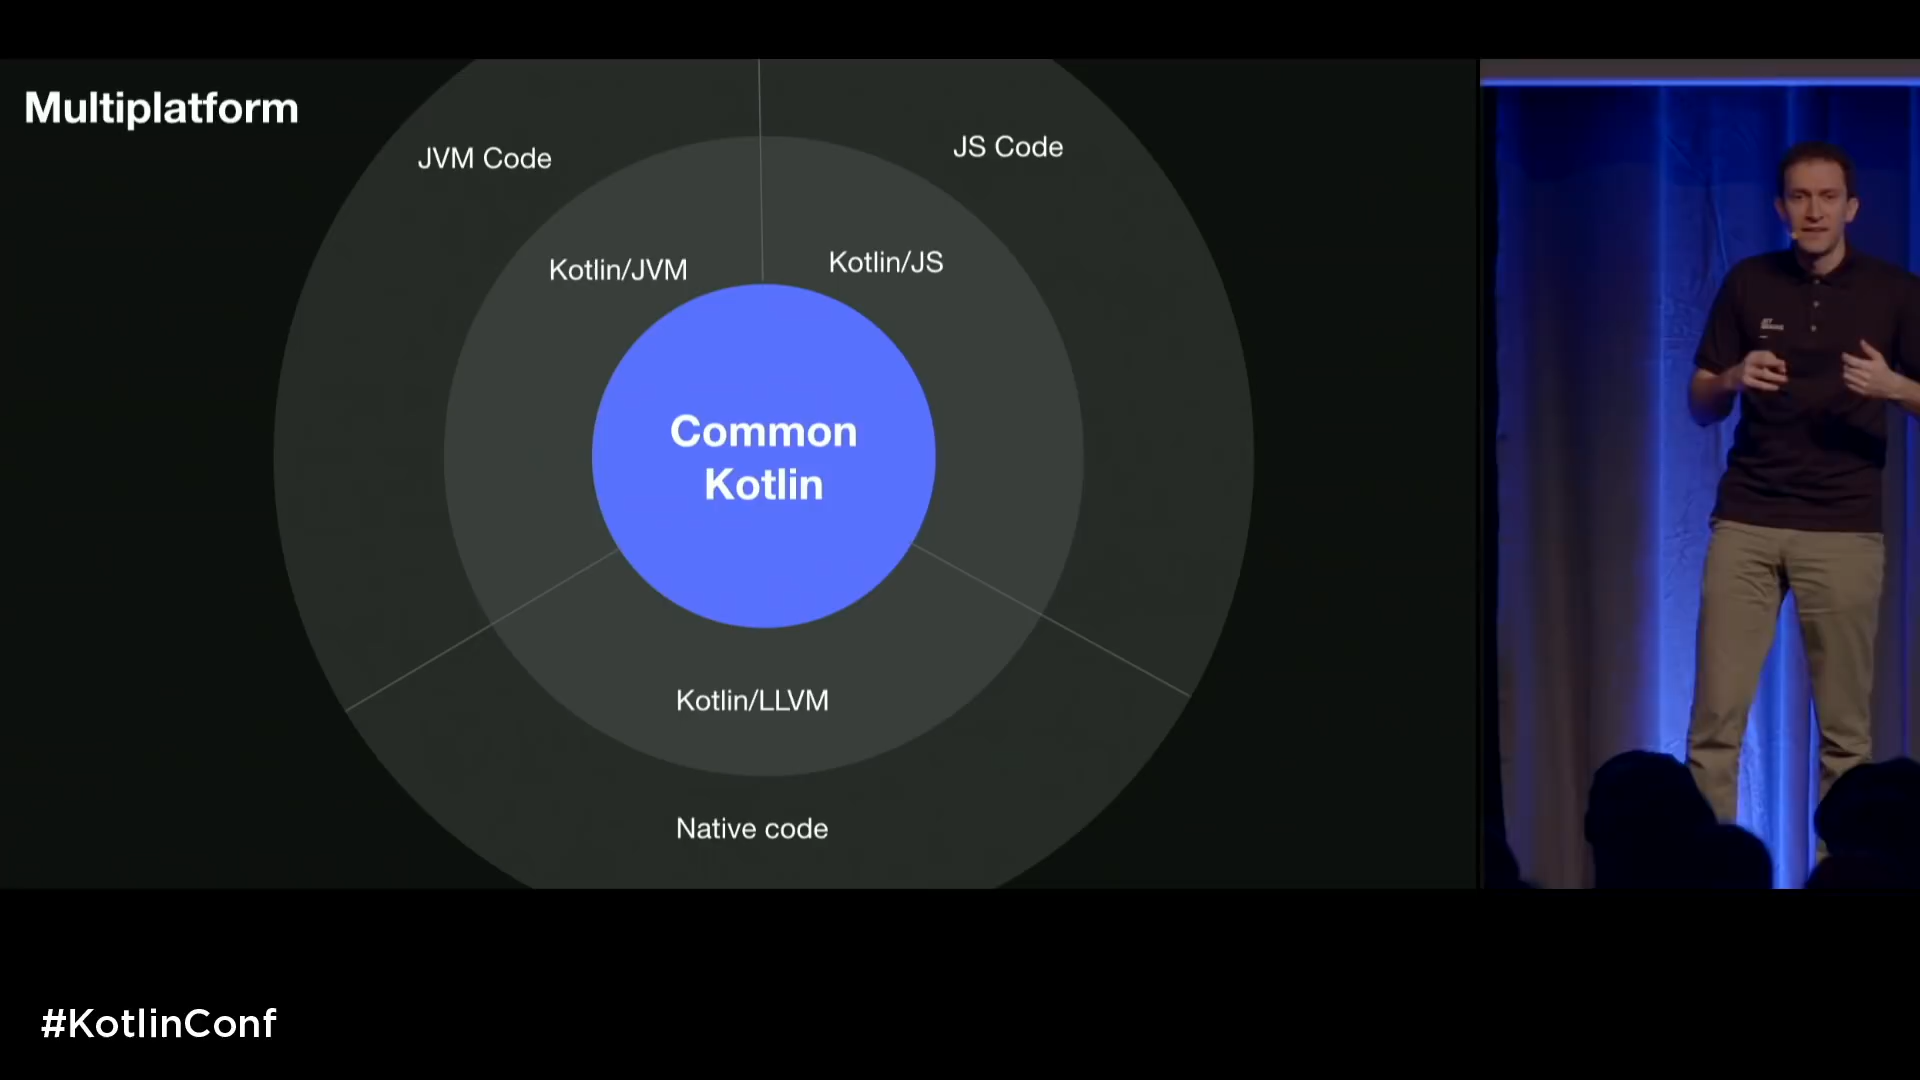 Multiplatform
JVM Code
JS Code
Kotlin/JVM
Kotlin/JS
Common
Kotlin
Kotlin/LLVM
Native code
#KotlinConf